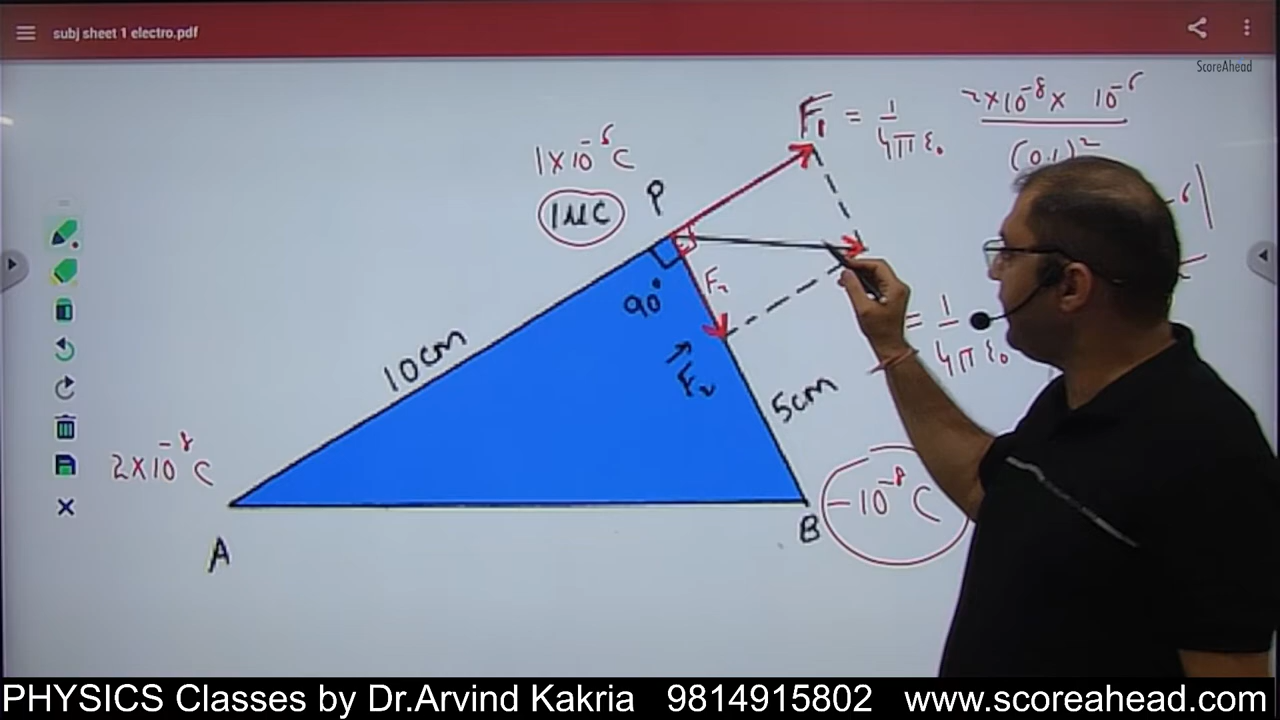 subj sheet 1 electro.pdf
ScoreAhead
F₁ = 1/4πε₀ 2×10⁻⁸ × 10⁻⁶/(0.1)²
1×10⁻⁶C
1μC
P
90°
F₂
10cm
F₂
5cm
= 1/4πε₀
2×10⁻⁸C
-10⁻⁸C
A
B
PHYSICS Classes by Dr.Arvind Kakria 9814915802 www.scoreahead.com